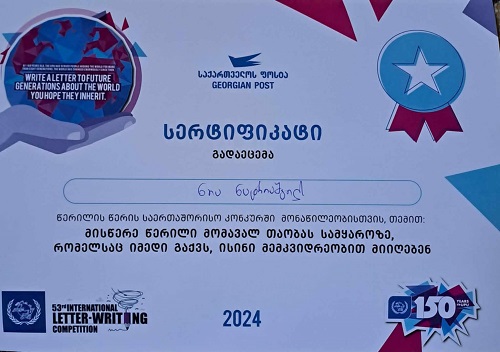 WRITE A LETTER TO FUTURE
GENERATIONS ABOUT THE WORLD
YOU HOPE THEY INHERIT.
ᲡᲐᲥᲐᲠᲗᲕᲔᲚᲝᲡ ᲤᲝᲡᲢᲐ
GEORGIAN POST
ᲡᲔᲠᲢᲘᲤᲘᲙᲐᲢᲘ
ᲒᲐᲓᲐᲔᲪᲔᲛᲐ
ᲬᲔᲠᲘᲚᲘᲡ ᲬᲔᲠᲘᲡ ᲡᲐᲔᲠᲗᲐᲨᲝᲠᲘᲡᲝ ᲙᲝᲜᲙᲣᲠᲡᲨᲘ ᲛᲝᲜᲐᲬᲘᲚᲔᲝᲑᲘᲡᲗᲕᲘᲡ, ᲗᲔᲛᲘᲗ:
ᲛᲘᲡᲬᲔᲠᲔ ᲬᲔᲠᲘᲚᲘ ᲛᲝᲛᲐᲕᲐᲚ ᲗᲐᲝᲑᲐᲡ ᲡᲐᲛᲧᲐᲠᲝᲖᲔ,
ᲠᲝᲛᲔᲚᲡᲐᲪ ᲘᲛᲔᲓᲘ ᲒᲐᲥᲕᲡ, ᲘᲡᲘᲜᲘ ᲛᲔᲛᲙᲕᲘᲓᲠᲔᲝᲑᲘᲗ ᲛᲘᲘᲦᲔᲑᲔᲜ
53rd INTERNATIONAL
LETTER-WRITING
COMPETITION
2024
150 YEARS